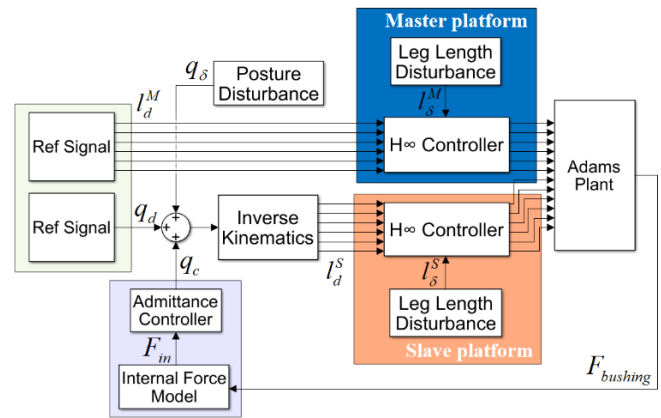 Master platform
Leg Length
Disturbance
q_δ
Posture
Disturbance
l_d^M
l_δ^M
Ref Signal
H∞ Controller
Adams
Plant
Ref Signal
q_d
+
+
+
Inverse
Kinematics
H∞ Controller
q_c
l_d^S
l_δ^S
Admittance
Controller
Leg Length
Disturbance
F_in
Slave platform
F_bushing
Internal Force
Model